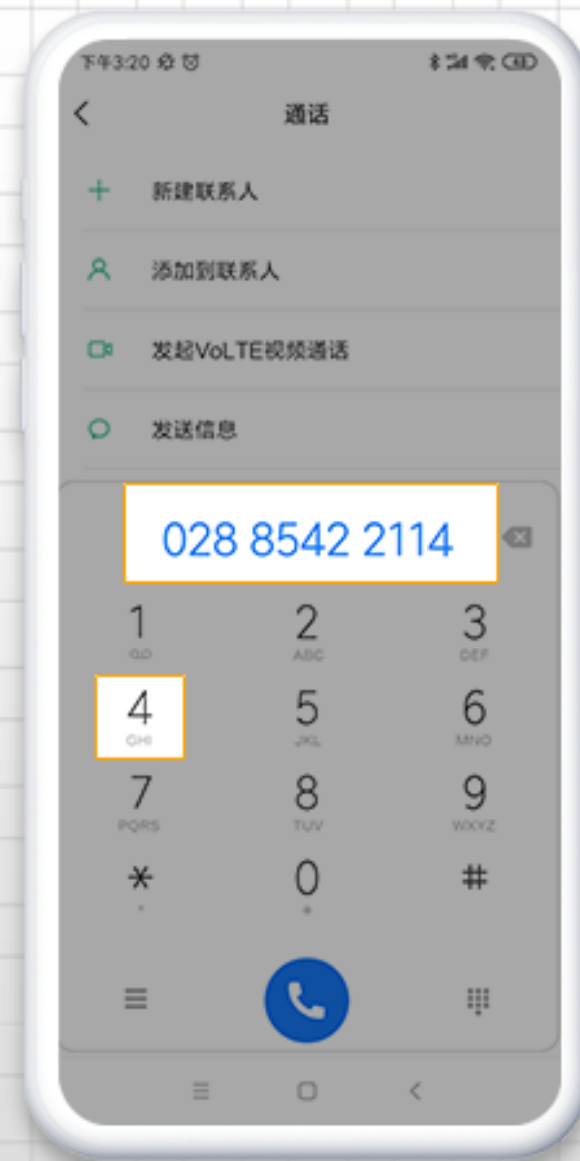 下午3:20
通话
新建联系人
添加到联系人
发起VoLTE视频通话
发送信息
028 8542 2114
1 2 3
ABC DEF
4 5 6
GHI JKL MNO
7 8 9
PQRS TUV WXYZ
* 0 #
,  +